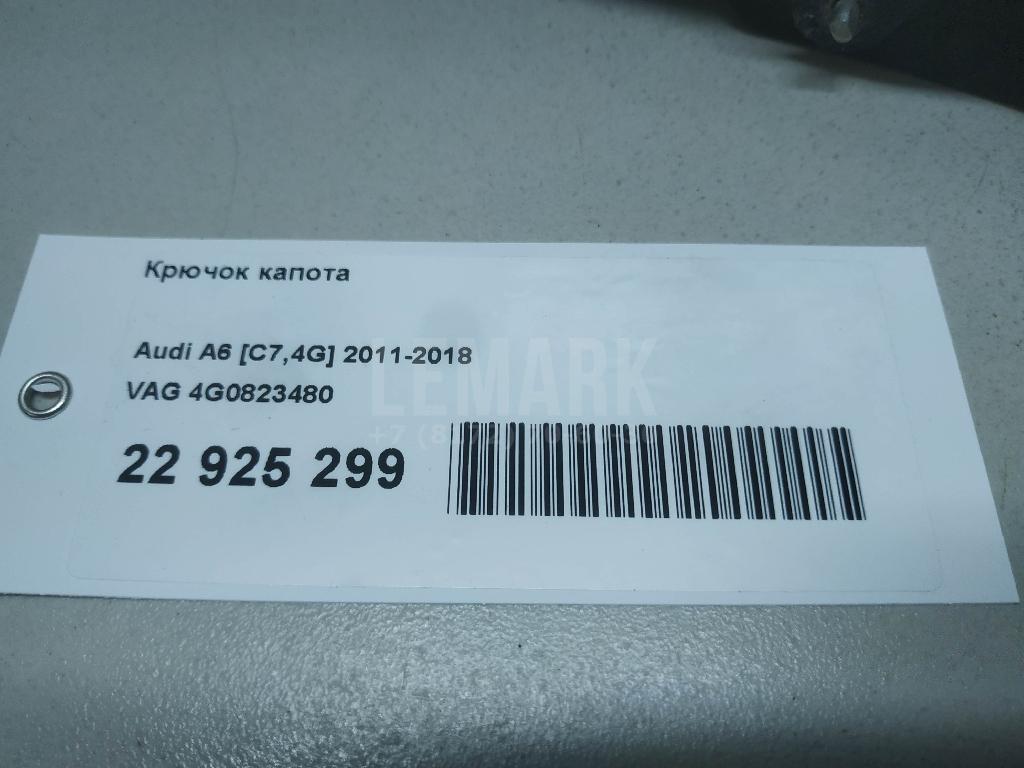 Крючок капота
Audi A6 [C7,4G] 2011-2018
VAG 4G0823480
22 925 299
LEMARK